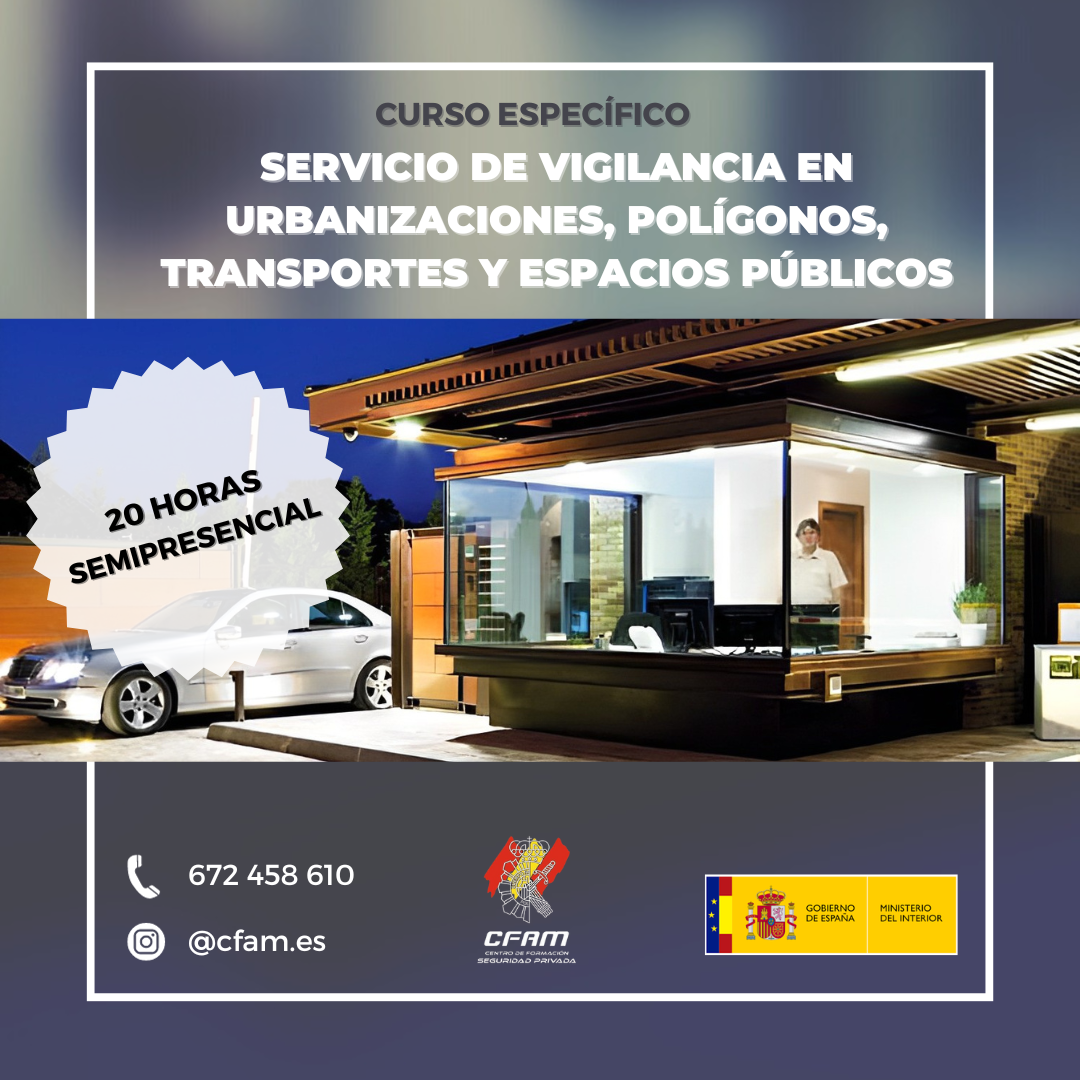 CURSO ESPECÍFICO
SERVICIO DE VIGILANCIA EN
URBANIZACIONES, POLÍGONOS,
TRANSPORTES Y ESPACIOS PÚBLICOS
20 HORAS
SEMIPRESENCIAL
672 458 610
@cfam.es
CFAM
CENTRO DE FORMACIÓN
SEGURIDAD PRIVADA
GOBIERNO
DE ESPAÑA
MINISTERIO
DEL INTERIOR